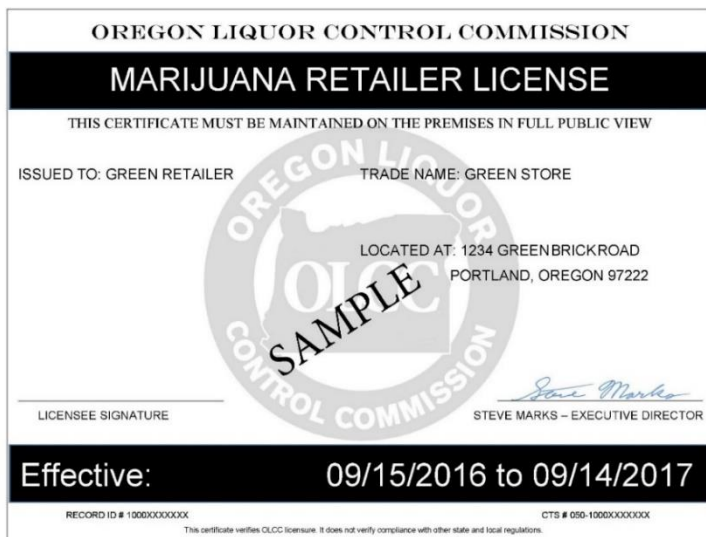 OREGON LIQUOR CONTROL COMMISSION
MARIJUANA RETAILER LICENSE
THIS CERTIFICATE MUST BE MAINTAINED ON THE PREMISES IN FULL PUBLIC VIEW
ISSUED TO: GREEN RETAILER
TRADE NAME: GREEN STORE
LOCATED AT: 1234 GREENBRICKROAD
PORTLAND, OREGON 97222
OREGON LIQUOR
OLCC
CONTROL COMMISSION
SAMPLE
Steve Marks
LICENSEE SIGNATURE
STEVE MARKS – EXECUTIVE DIRECTOR
Effective: 09/15/2016 to 09/14/2017
RECORD ID # 1000XXXXXXX
CTS # 050-1000XXXXXXX
This certificate verifies OLCC licensure. It does not verify compliance with other state and local regulations.